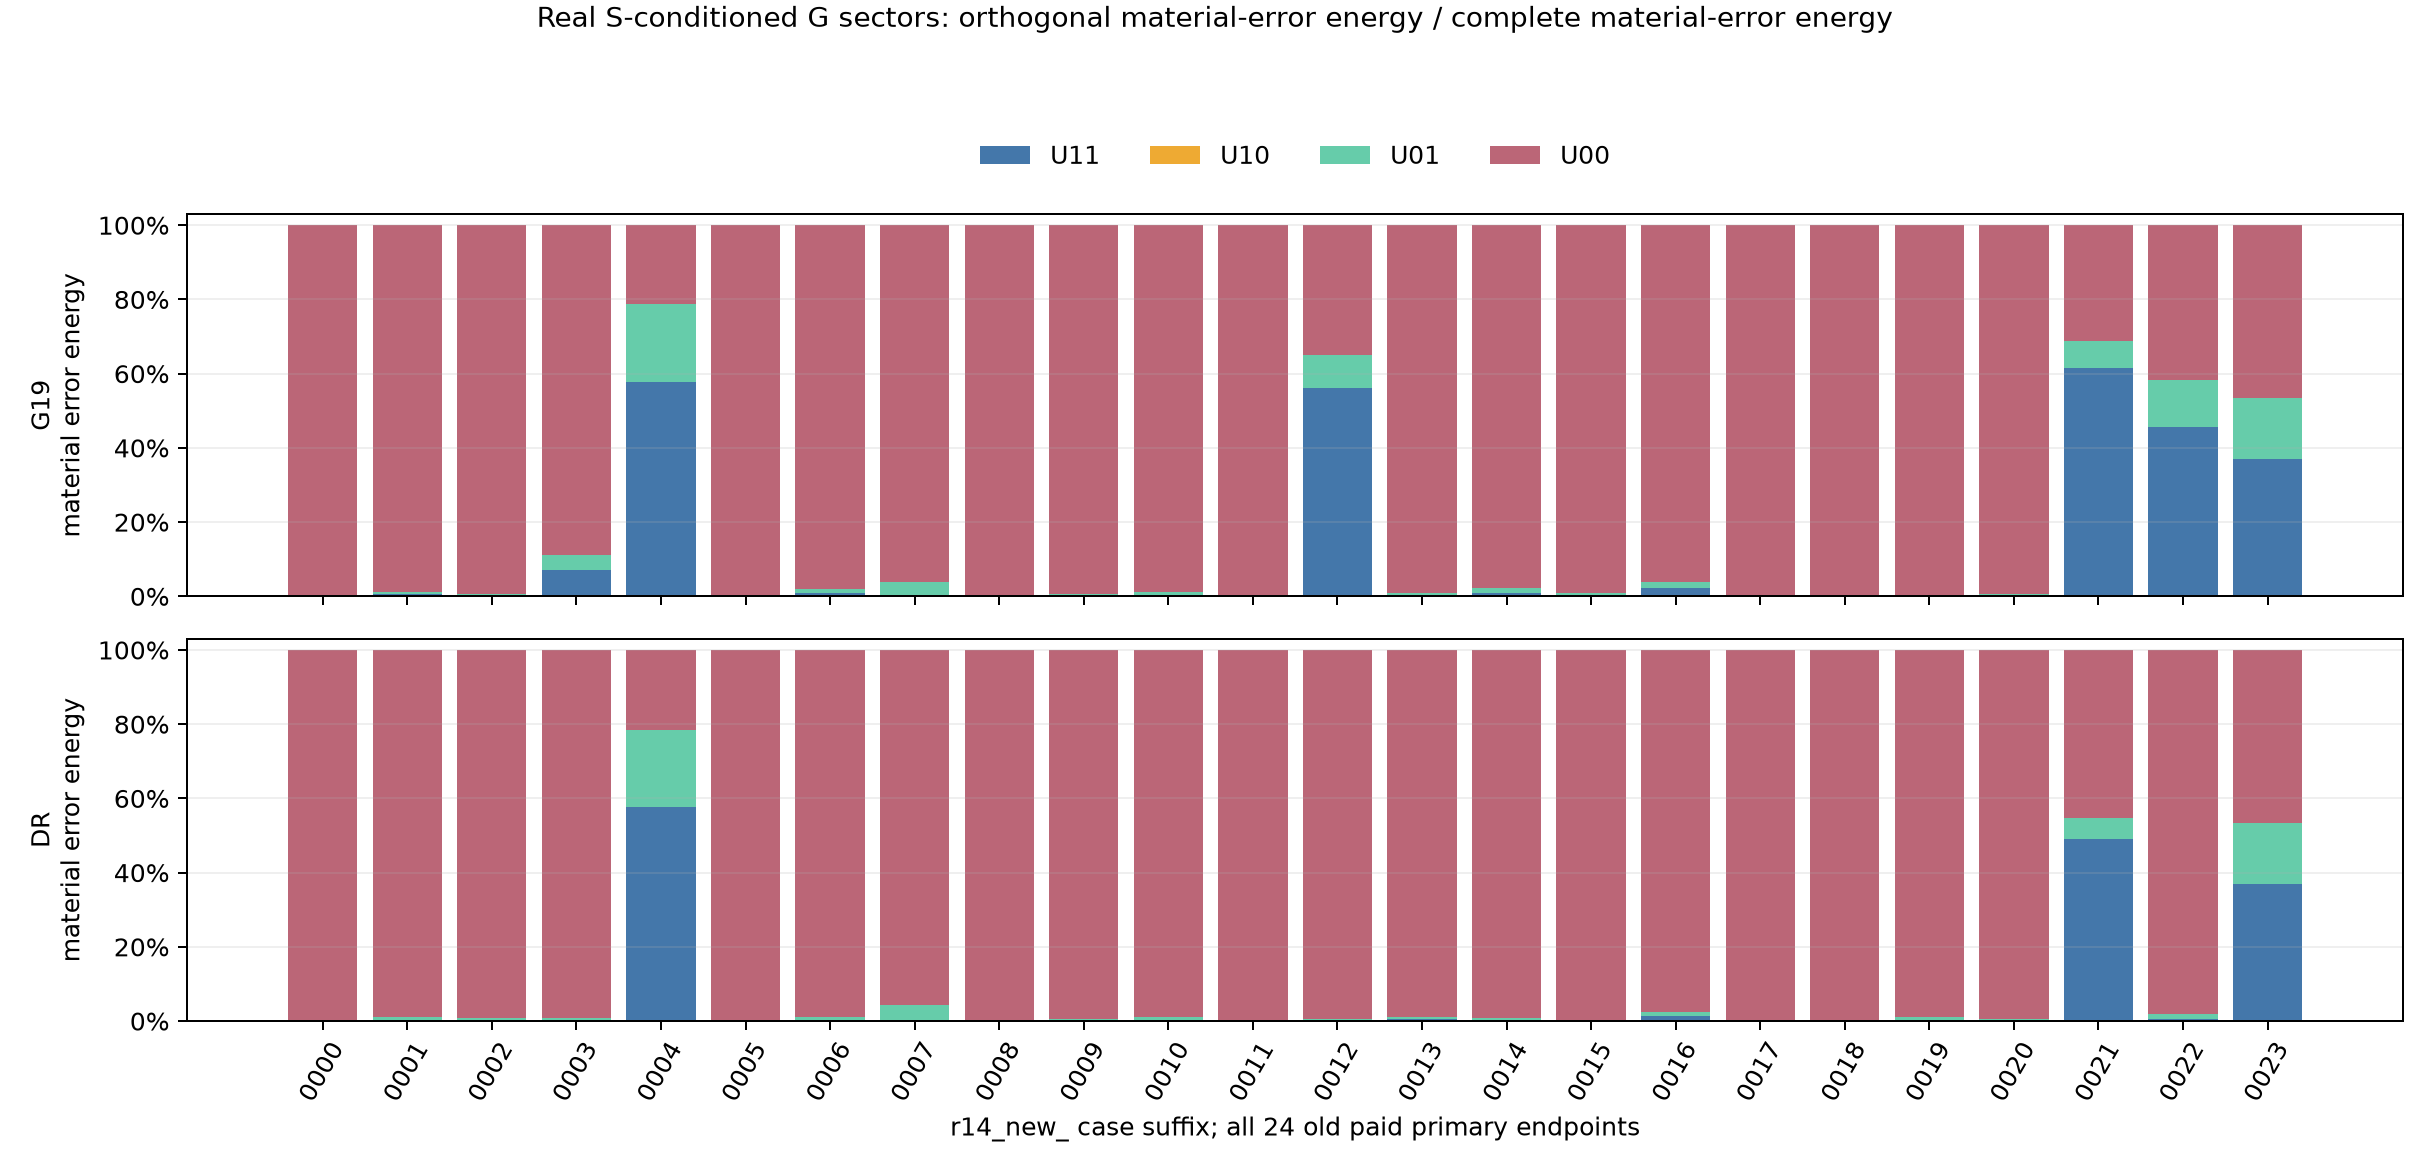 Real S-conditioned G sectors: orthogonal material-error energy / complete material-error energy
U11 U10 U01 U00
G19
material error energy
100%
80%
60%
40%
20%
0%
DR
material error energy
100%
80%
60%
40%
20%
0%
0000 0001 0002 0003 0004 0005 0006 0007 0008 0009 0010 0011 0012 0013 0014 0015 0016 0017 0018 0019 0020 0021 0022 0023
r14_new_ case suffix; all 24 old paid primary endpoints